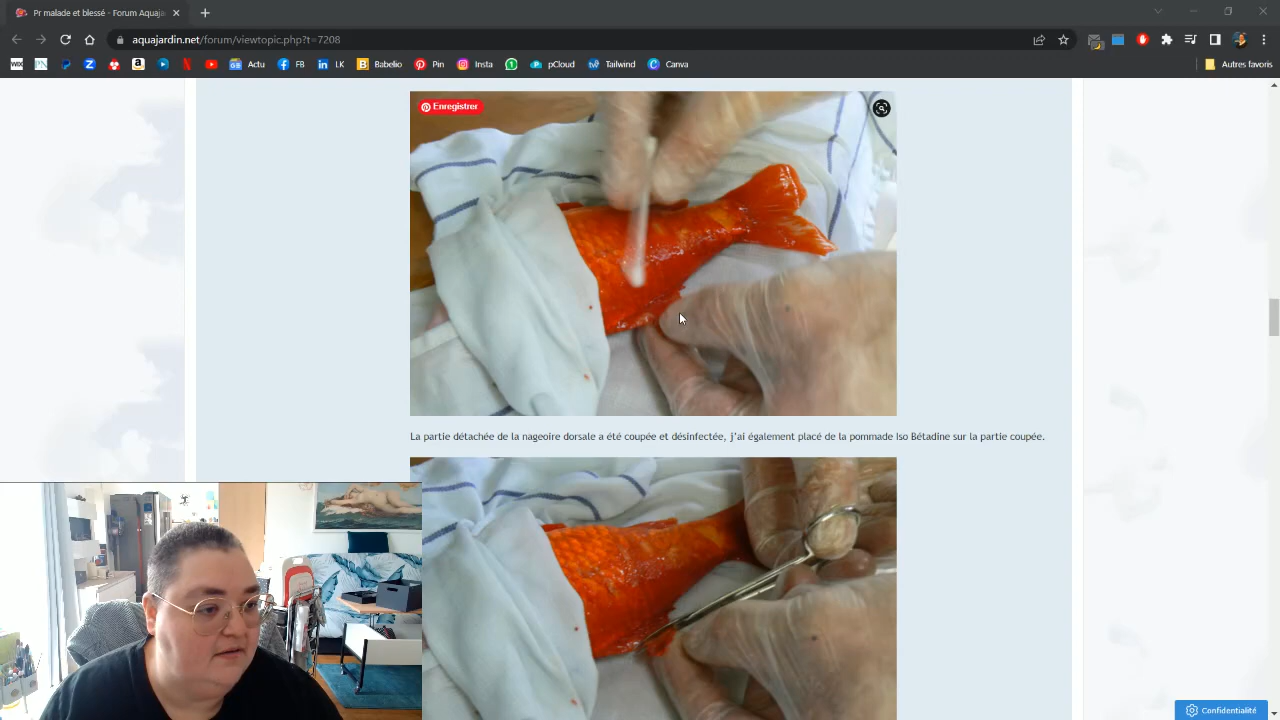 Pr malade et blessé - Forum Aquaja
aquajardin.net/forum/viewtopic.php?t=7208
WIX
Actu
FB
LK
Babelio
Pin
Insta
pCloud
Tailwind
Canva
Autres favoris
Enregistrer
La partie détachée de la nageoire dorsale a été coupée et désinfectée, j'ai également placé de la pommade Iso Bétadine sur la partie coupée.
Confidentialité